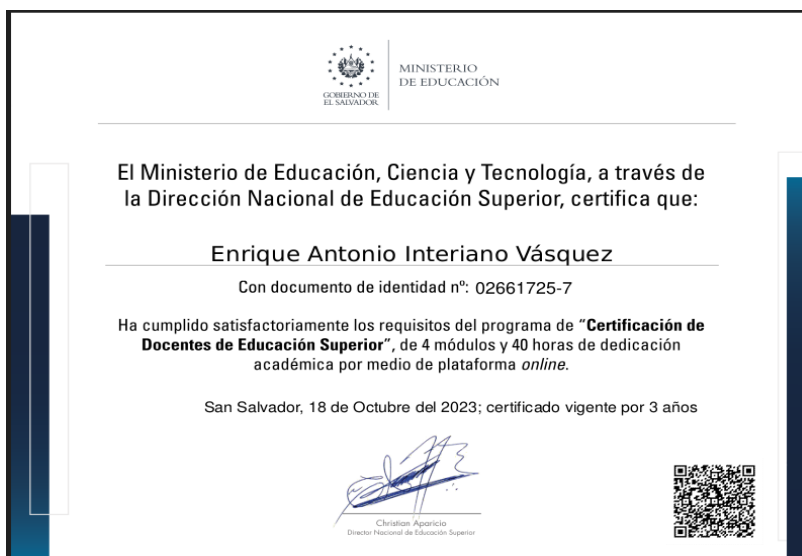 GOBIERNO DE
EL SALVADOR
MINISTERIO
DE EDUCACIÓN
El Ministerio de Educación, Ciencia y Tecnología, a través de
la Dirección Nacional de Educación Superior, certifica que:
Enrique Antonio Interiano Vásquez
Con documento de identidad nº: 02661725-7
Ha cumplido satisfactoriamente los requisitos del programa de “Certificación de
Docentes de Educación Superior”, de 4 módulos y 40 horas de dedicación
académica por medio de plataforma online.
San Salvador, 18 de Octubre del 2023; certificado vigente por 3 años
Christian Aparicio
Director Nacional de Educación Superior